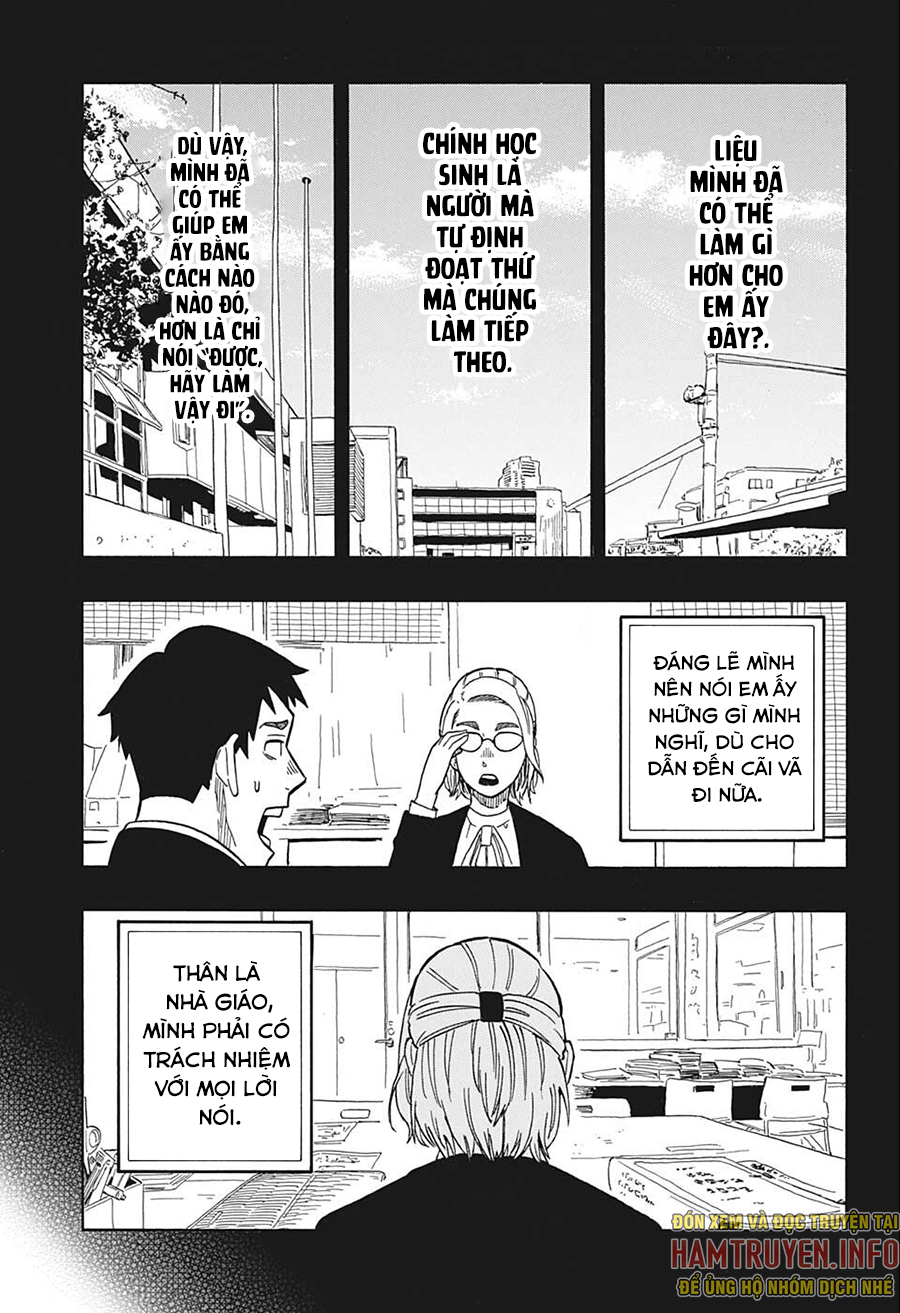 LIỆU
MÌNH ĐÃ
CÓ THỂ
LÀM GÌ
HƠN CHO
EM ẤY
ĐÂY?.
CHÍNH HỌC
SINH LÀ
NGƯỜI MÀ
TỰ ĐỊNH
ĐOẠT THỨ
MÀ CHÚNG
LÀM TIẾP
THEO.
DÙ VẬY,
MÌNH ĐÃ
CÓ THỂ
GIÚP EM
ẤY BẰNG
CÁCH NÀO
NÀO ĐÓ,
HƠN LÀ CHỈ
NÓI “ĐƯỢC,
HÃY LÀM
VẬY ĐI”.
ĐÁNG LẼ MÌNH
NÊN NÓI EM ẤY
NHỮNG GÌ MÌNH
NGHĨ, DÙ CHO
DẪN ĐẾN CÃI VÃ
ĐI NỮA.
THÂN LÀ
NHÀ GIÁO,
MÌNH PHẢI CÓ
TRÁCH NHIỆM
VỚI MỌI LỜI
NÓI.
ĐÓN XEM VÀ ĐỌC TRUYỆN TẠI
HAMTRUYEN.INFO
ĐỂ ỦNG HỘ NHÓM DỊCH NHÉ